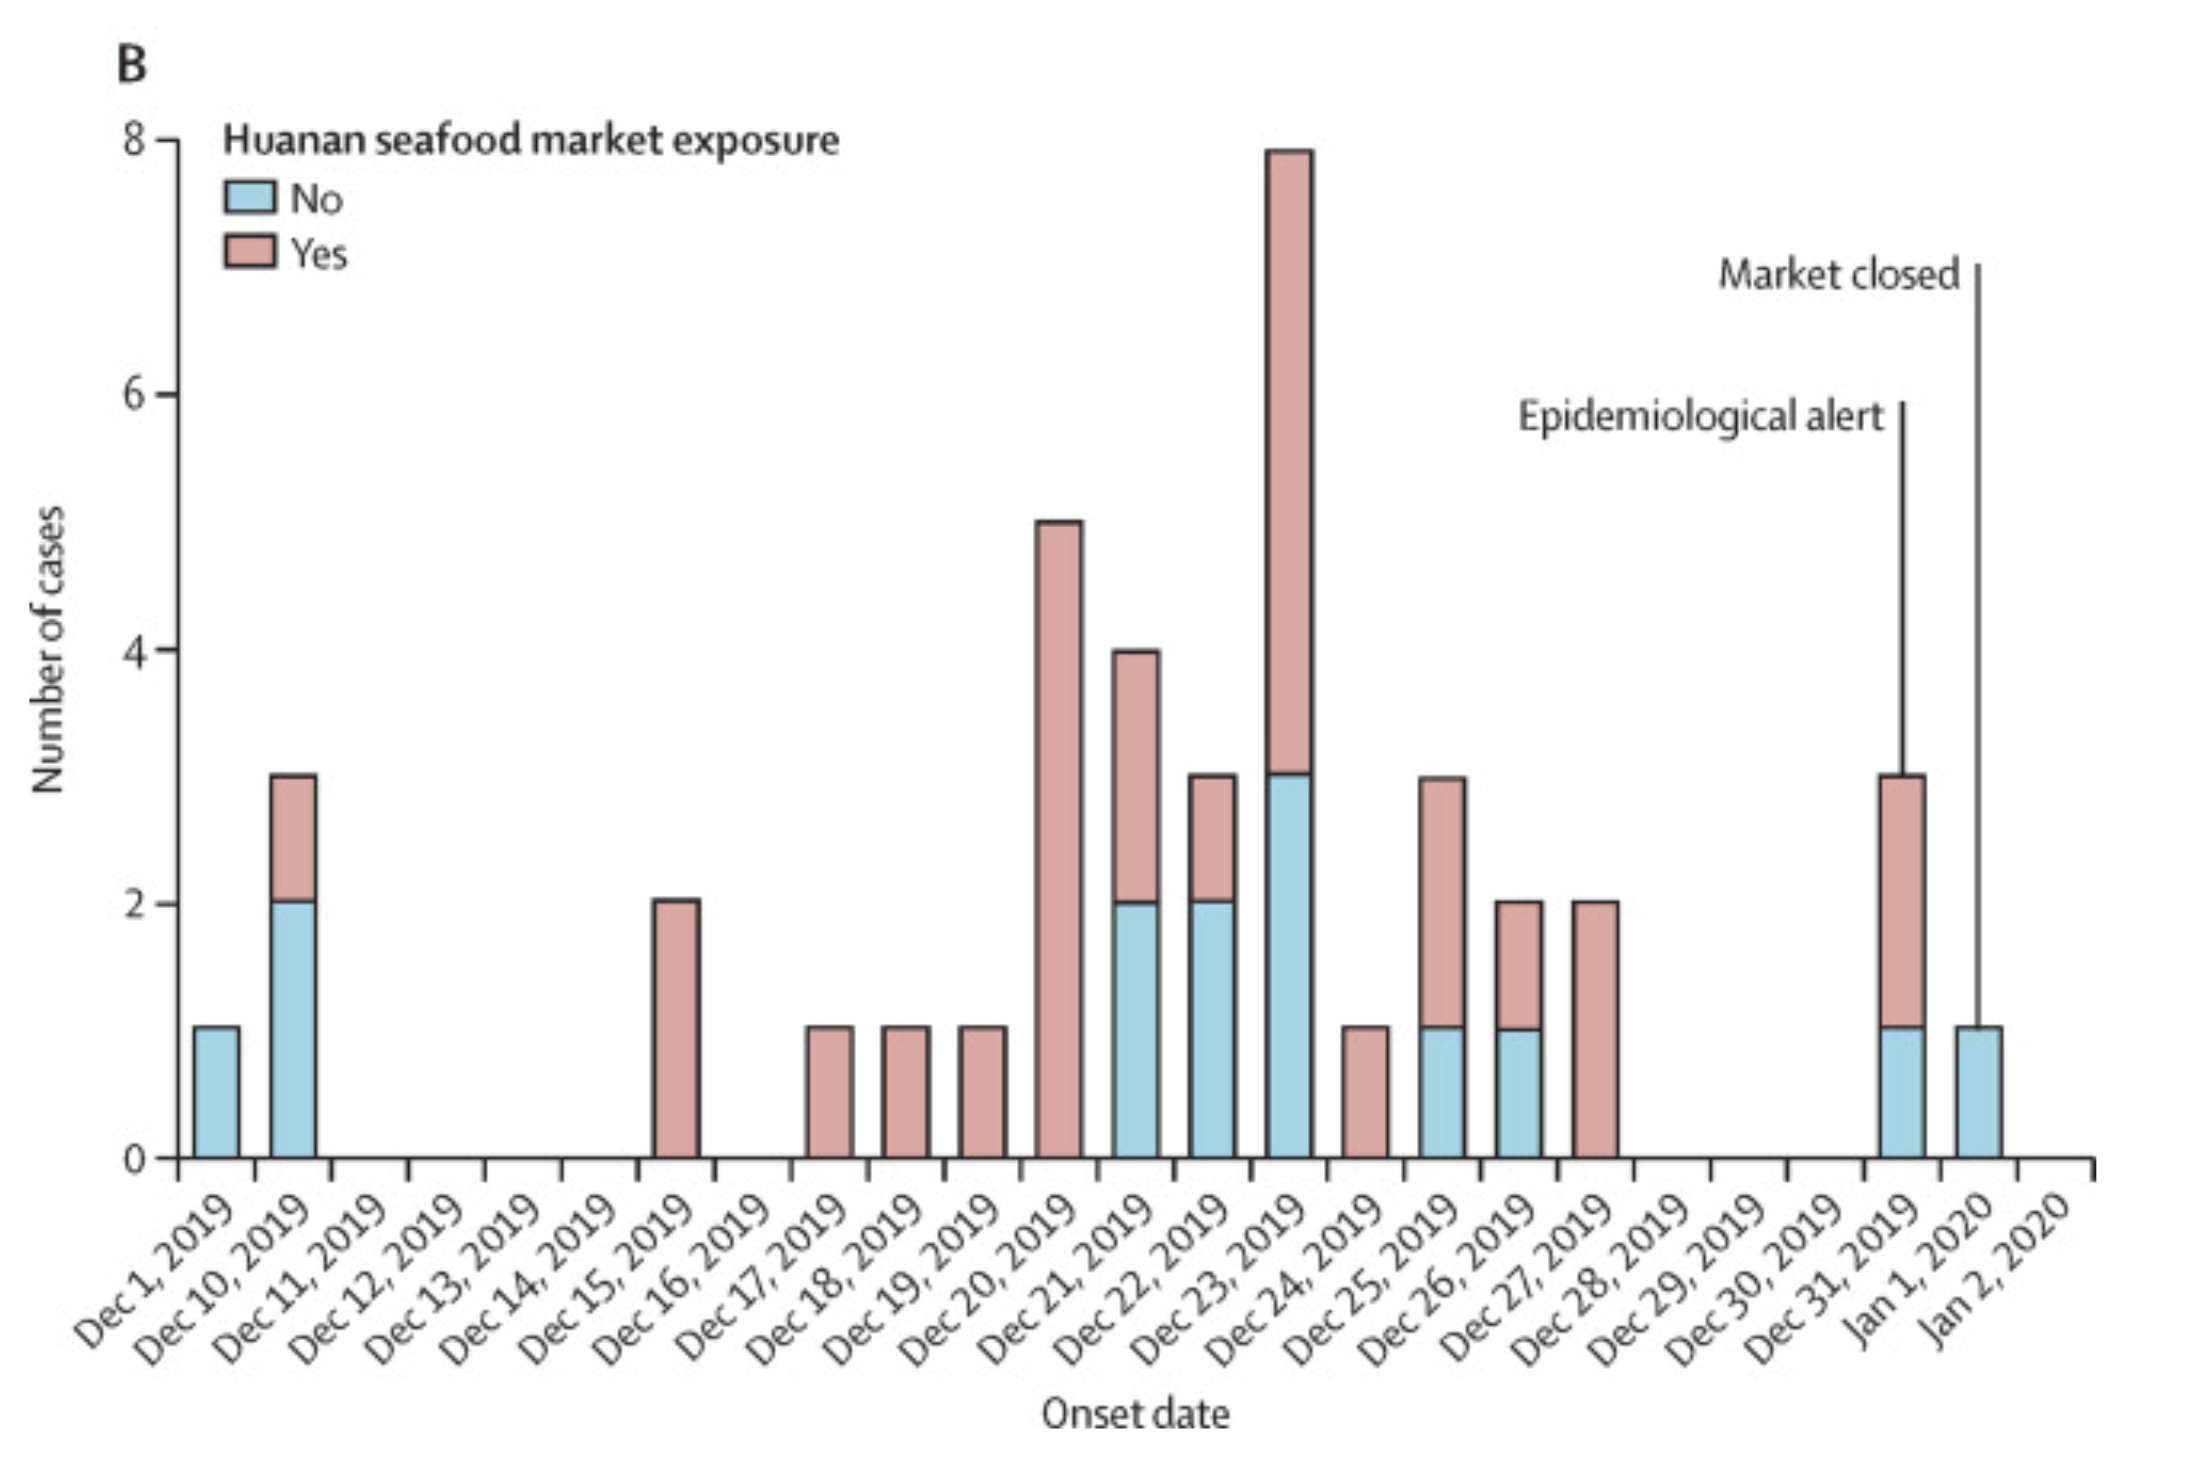 B
Huanan seafood market exposure
No
Yes
Market closed
Epidemiological alert
Number of cases
8
6
4
2
0
Dec 1, 2019
Dec 10, 2019
Dec 11, 2019
Dec 12, 2019
Dec 13, 2019
Dec 14, 2019
Dec 15, 2019
Dec 16, 2019
Dec 17, 2019
Dec 18, 2019
Dec 19, 2019
Dec 20, 2019
Dec 21, 2019
Dec 22, 2019
Dec 23, 2019
Dec 24, 2019
Dec 25, 2019
Dec 26, 2019
Dec 27, 2019
Dec 28, 2019
Dec 29, 2019
Dec 30, 2019
Dec 31, 2019
Jan 1, 2020
Jan 2, 2020
Onset date